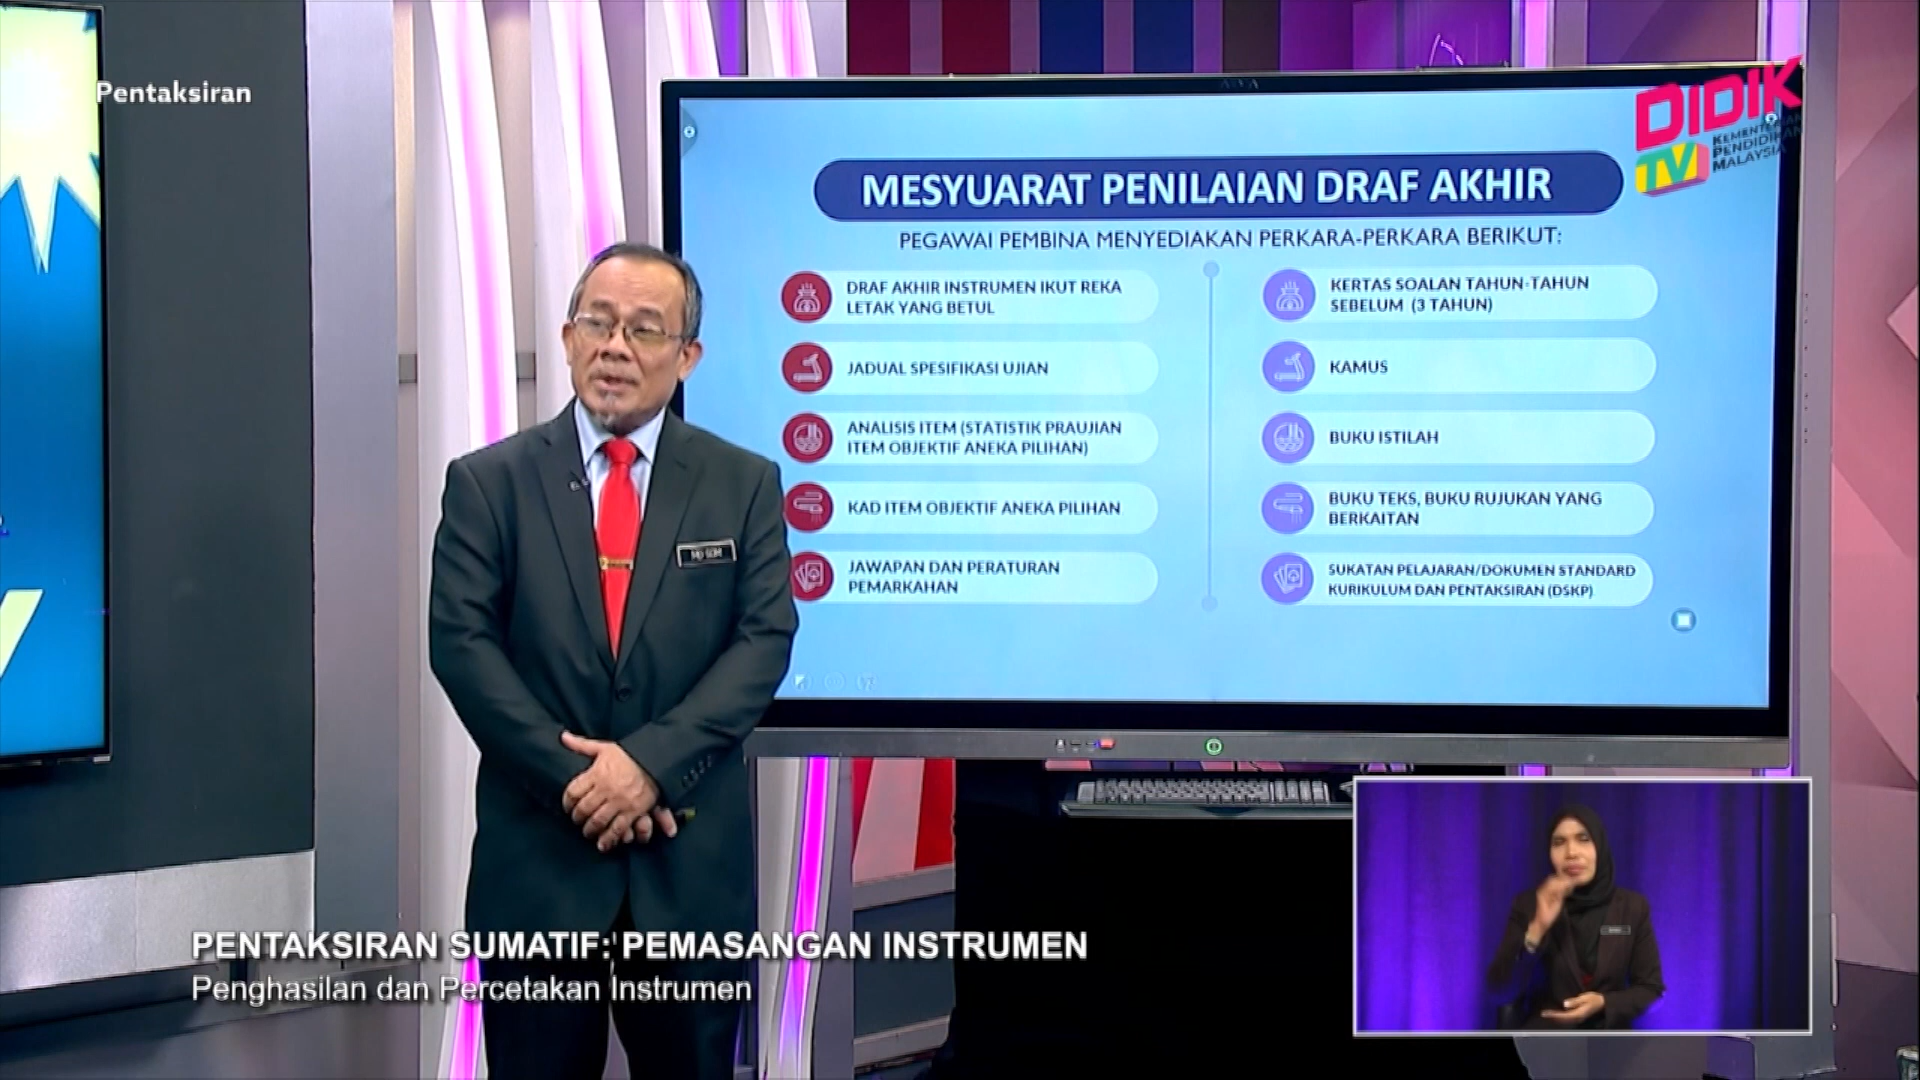 Pentaksiran
DIDIK
TV
KEMENTERIAN
PENDIDIKAN
MALAYSIA
MESYUARAT PENILAIAN DRAF AKHIR
PEGAWAI PEMBINA MENYEDIAKAN PERKARA-PERKARA BERIKUT:
DRAF AKHIR INSTRUMEN IKUT REKA
LETAK YANG BETUL
JADUAL SPESIFIKASI UJIAN
ANALISIS ITEM (STATISTIK PRAUJIAN
ITEM OBJEKTIF ANEKA PILIHAN)
KAD ITEM OBJEKTIF ANEKA PILIHAN
JAWAPAN DAN PERATURAN
PEMARKAHAN
KERTAS SOALAN TAHUN-TAHUN
SEBELUM (3 TAHUN)
KAMUS
BUKU ISTILAH
BUKU TEKS, BUKU RUJUKAN YANG
BERKAITAN
SUKATAN PELAJARAN/DOKUMEN STANDARD
KURIKULUM DAN PENTAKSIRAN (DSKP)
PENTAKSIRAN SUMATIF: PEMASANGAN INSTRUMEN
Penghasilan dan Percetakan Instrumen